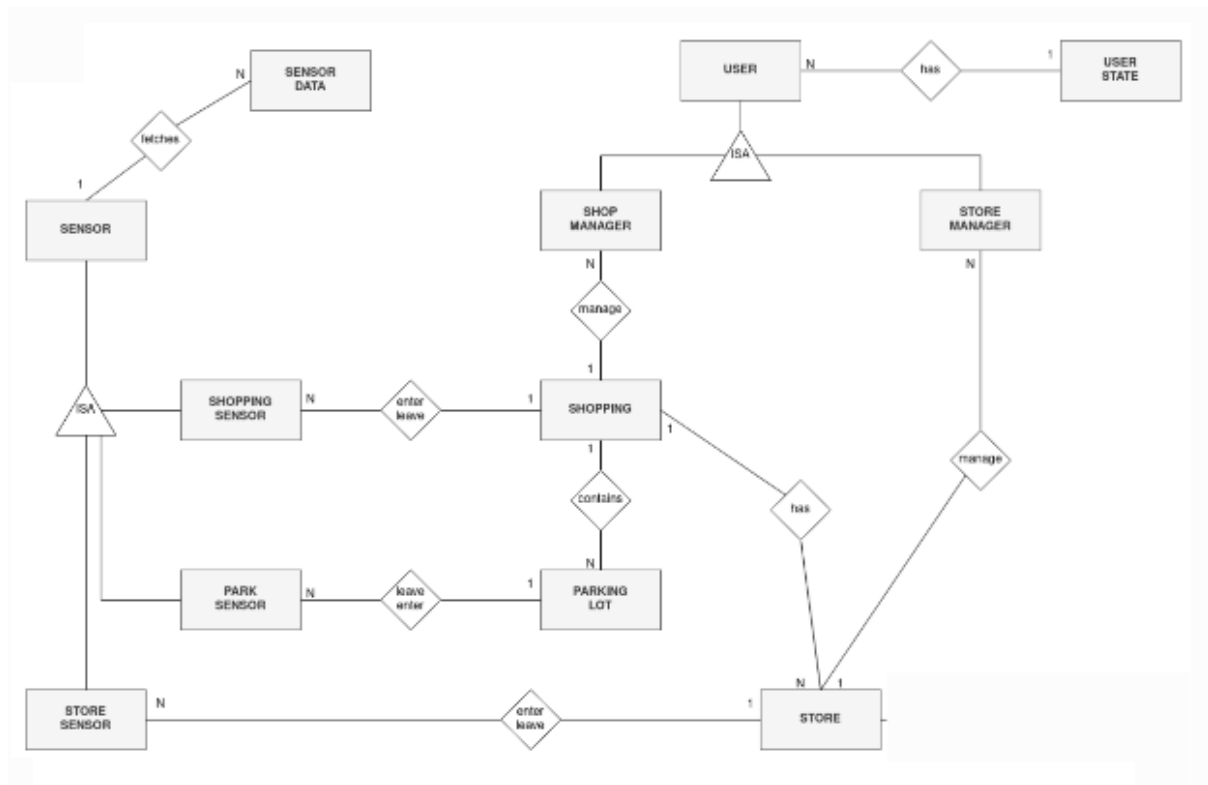 SENSOR
DATA
N
fetches
1
SENSOR
USER
N
has
1
USER
STATE
ISA
SHOP
MANAGER
STORE
MANAGER
N
manage
1
N
manage
ISA
SHOPPING
SENSOR
N
enter
leave
1
SHOPPING
1
1
contains
N
has
PARK
SENSOR
N
leave
enter
1
PARKING
LOT
STORE
SENSOR
N
enter
leave
1
N
1
STORE